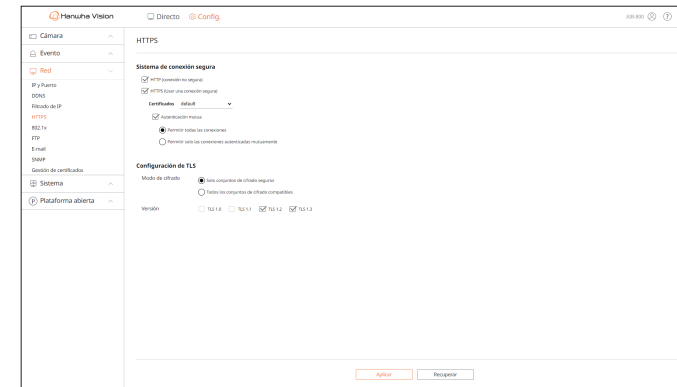 Hanwha Vision
Directo
Config.
Cámara
Evento
Red
IP y Puerto
DDNS
Filtrado de IP
HTTPS
802.1x
FTP
E-mail
SNMP
Gestión de certificados
Sistema
Plataforma abierta
HTTPS
Sistema de conexión segura
HTTP (conexión no segura)
HTTPS (Usar una conexión segura)
Certificados default
Autenticación mutua
Permitir todas las conexiones
Permitir solo las conexiones autenticadas mutuamente
Configuración de TLS
Modo de cifrado
Solo conjuntos de cifrado seguros
Todos los conjuntos de cifrado compatibles
Versión TLS 1.0 TLS 1.1 TLS 1.2 TLS 1.3
Aplicar
Recuperar